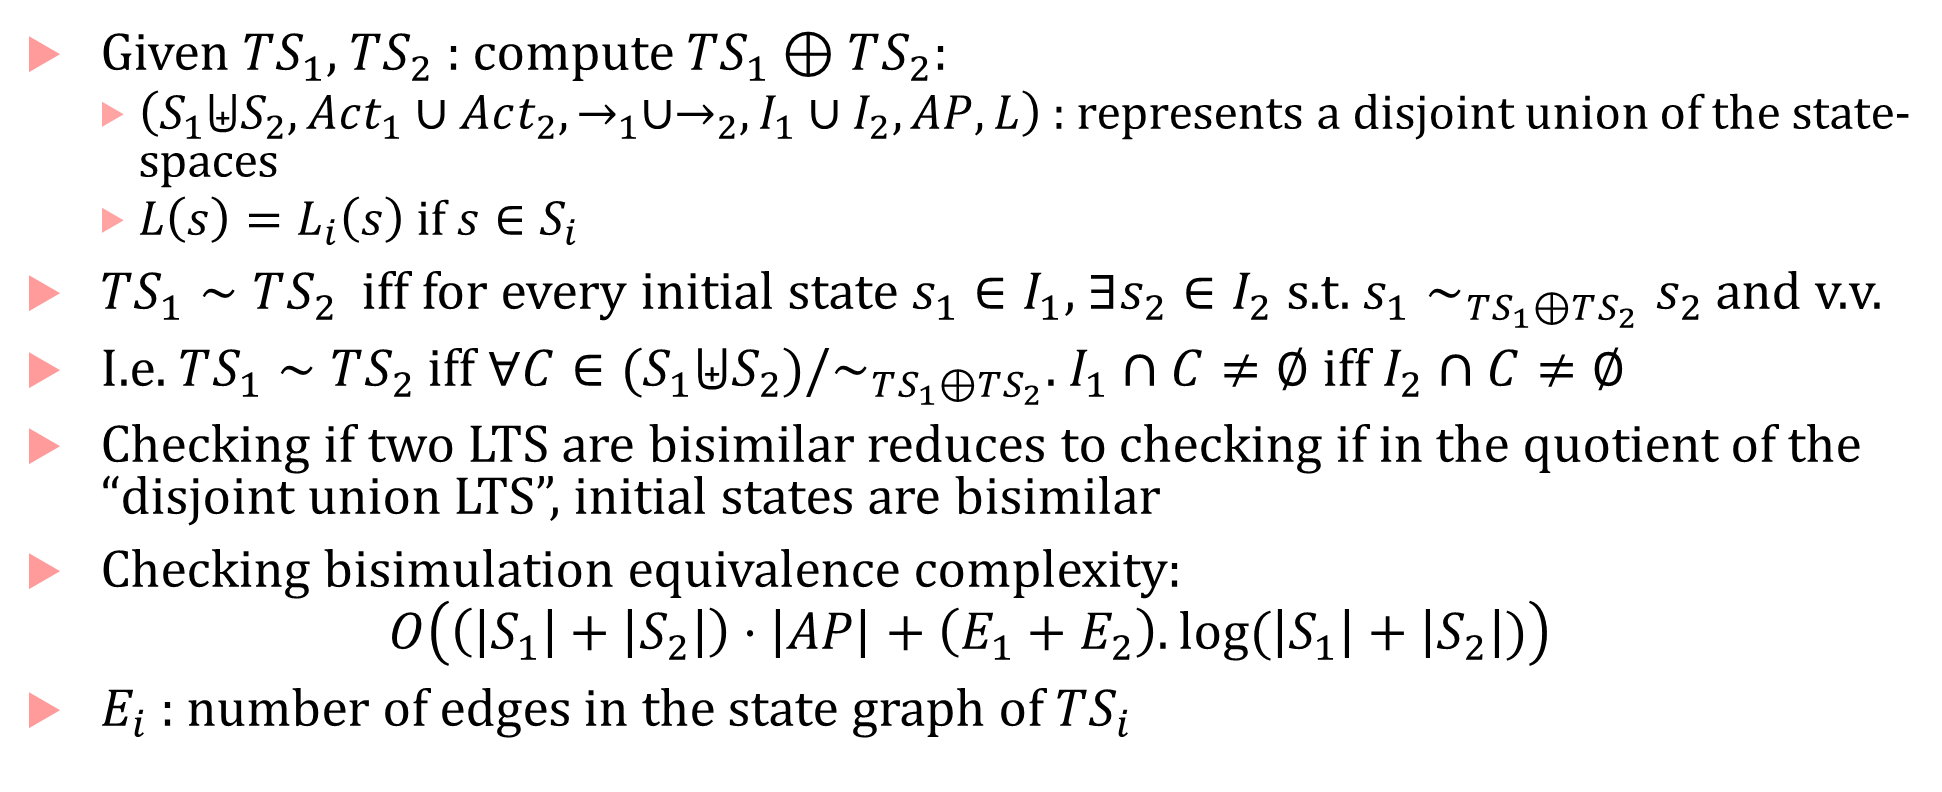 Given 𝑇𝑆₁, 𝑇𝑆₂ : compute 𝑇𝑆₁ ⨁ 𝑇𝑆₂:
(𝑆₁⊎𝑆₂, 𝐴𝑐𝑡₁ ∪ 𝐴𝑐𝑡₂, →₁∪→₂, 𝐼₁ ∪ 𝐼₂, 𝐴𝑃, 𝐿) : represents a disjoint union of the state-
spaces
𝐿(𝑠) = 𝐿ᵢ(𝑠) if 𝑠 ∈ 𝑆ᵢ
𝑇𝑆₁ ~ 𝑇𝑆₂ iff for every initial state 𝑠₁ ∈ 𝐼₁, ∃𝑠₂ ∈ 𝐼₂ s.t. 𝑠₁ ~_{𝑇𝑆₁⨁𝑇𝑆₂} 𝑠₂ and v.v.
I.e. 𝑇𝑆₁ ~ 𝑇𝑆₂ iff ∀𝐶 ∈ (𝑆₁⊎𝑆₂)/~_{𝑇𝑆₁⨁𝑇𝑆₂}. 𝐼₁ ∩ 𝐶 ≠ ∅ iff 𝐼₂ ∩ 𝐶 ≠ ∅
Checking if two LTS are bisimilar reduces to checking if in the quotient of the
“disjoint union LTS”, initial states are bisimilar
Checking bisimulation equivalence complexity:
𝑂((|𝑆₁| + |𝑆₂|) ⋅ |𝐴𝑃| + (𝐸₁ + 𝐸₂). log(|𝑆₁| + |𝑆₂|))
𝐸ᵢ : number of edges in the state graph of 𝑇𝑆ᵢ